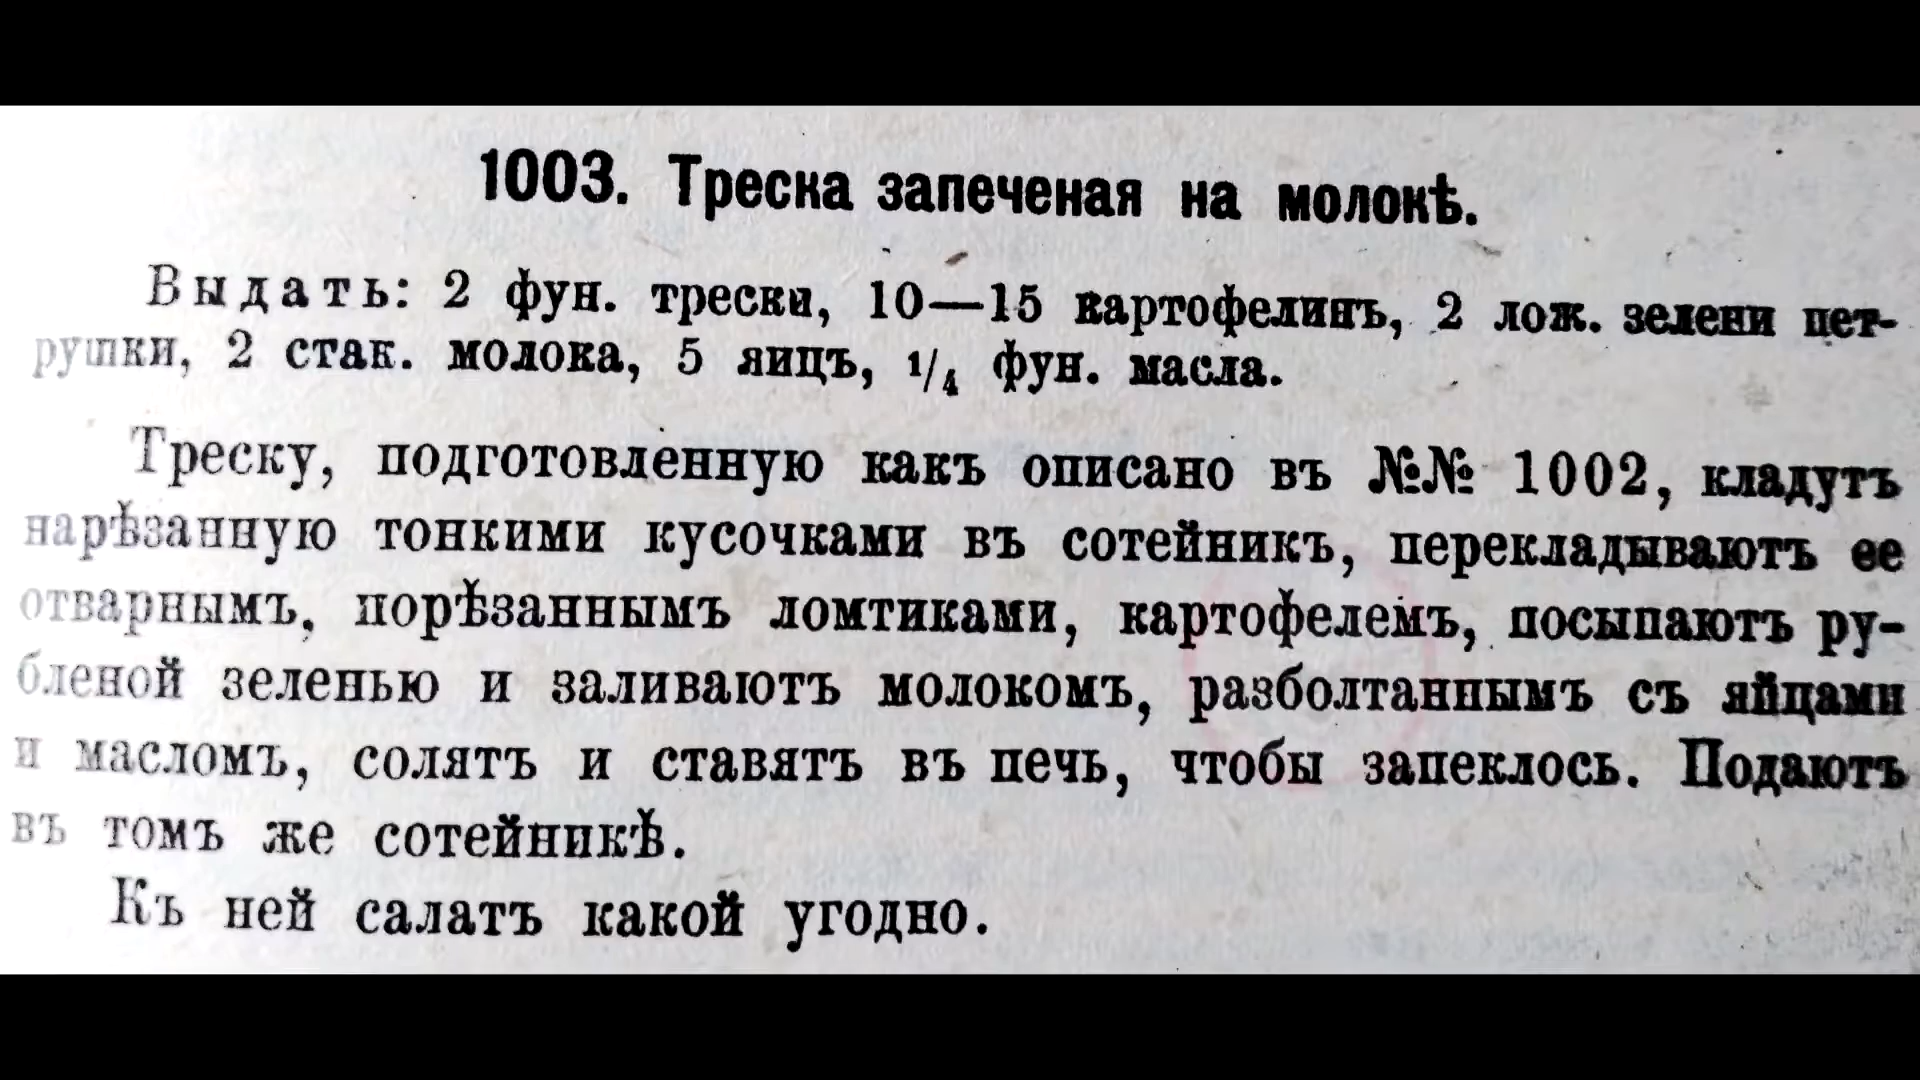 1003. Треска запеченая на молокѣ.
Выдать: 2 фун. трески, 10—15 картофелинъ, 2 лож. зелени пет-
рушки, 2 стак. молока, 5 яицъ, 1/4 фун. масла.
Треску, подготовленную какъ описано въ №№ 1002, кладутъ
нарѣзанную тонкими кусочками въ сотейникъ, перекладываютъ ее
отварнымъ, порѣзаннымъ ломтиками, картофелемъ, посыпаютъ ру-
бленой зеленью и заливаютъ молокомъ, разболтаннымъ съ яйцами
и масломъ, солятъ и ставятъ въ печь, чтобы запеклось. Подаютъ
въ томъ же сотейникѣ.
Къ ней салатъ какой угодно.